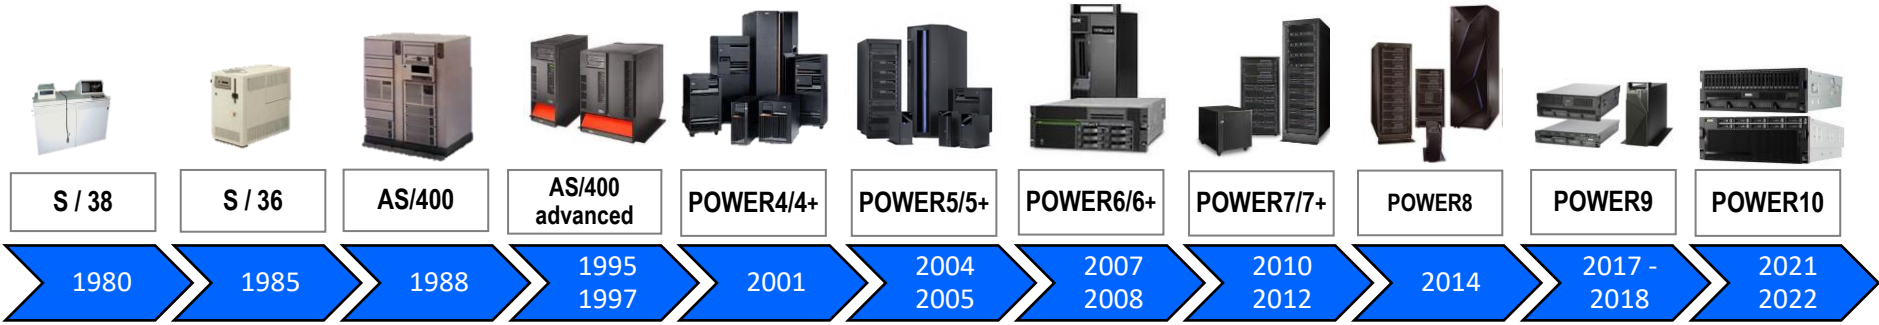 S / 38
S / 36
AS/400
AS/400
advanced
POWER4/4+
POWER5/5+
POWER6/6+
POWER7/7+
POWER8
POWER9
POWER10
1980
1985
1988
1995
1997
2001
2004
2005
2007
2008
2010
2012
2014
2017 -
2018
2021
2022